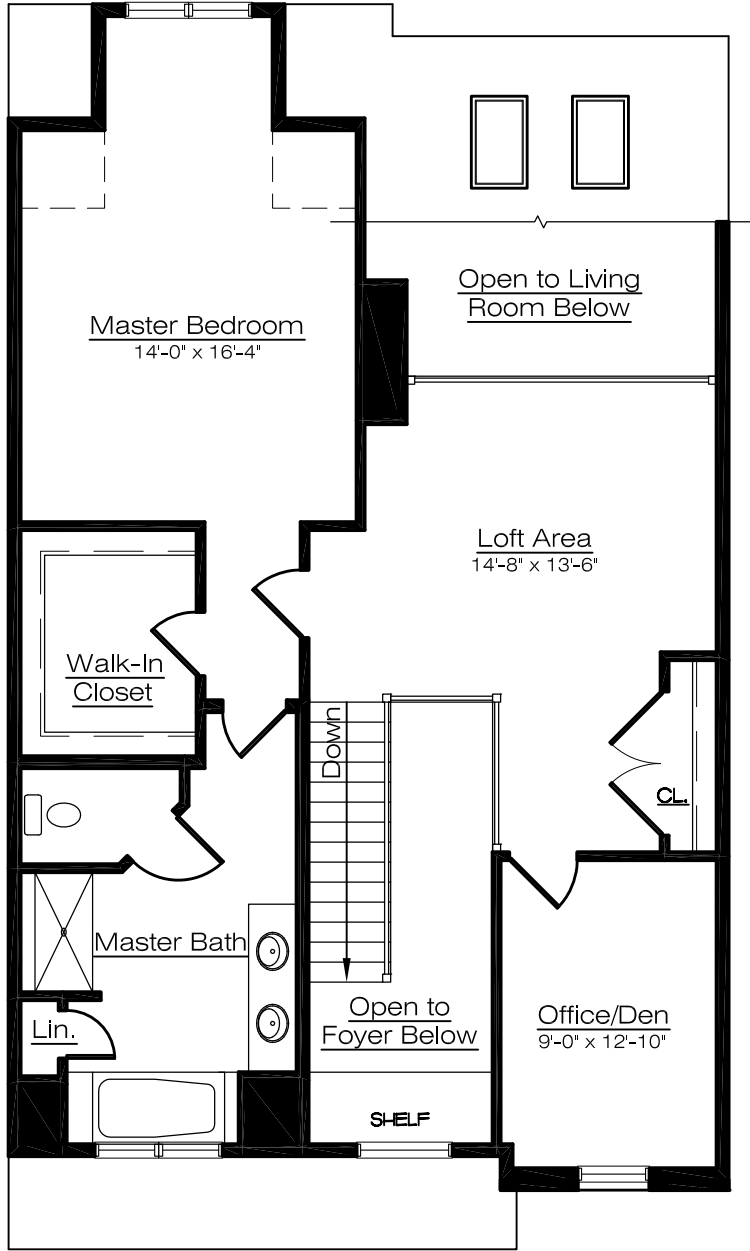 Open to Living
Room Below
Master Bedroom
14'-0" x 16'-4"
Loft Area
14'-8" x 13'-6"
Walk-In
Closet
Down
CL.
Master Bath
Open to
Foyer Below
Office/Den
9'-0" x 12'-10"
Lin.
SHELF